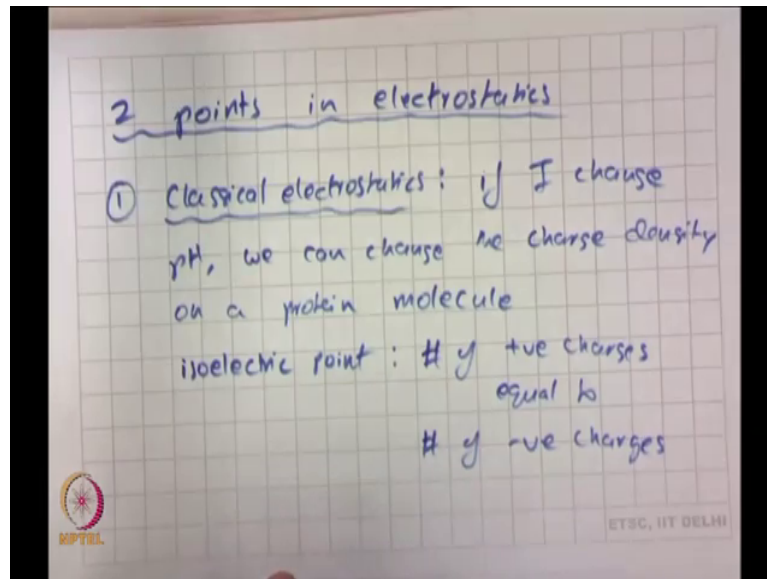 2 points in electrostatics
① Classical electrostatics : if I change
pH, we can change the charge density
on a protein molecule
isoelectric point : # of +ve charges
equal to
# of -ve charges
NPTEL
ETSC, IIT DELHI